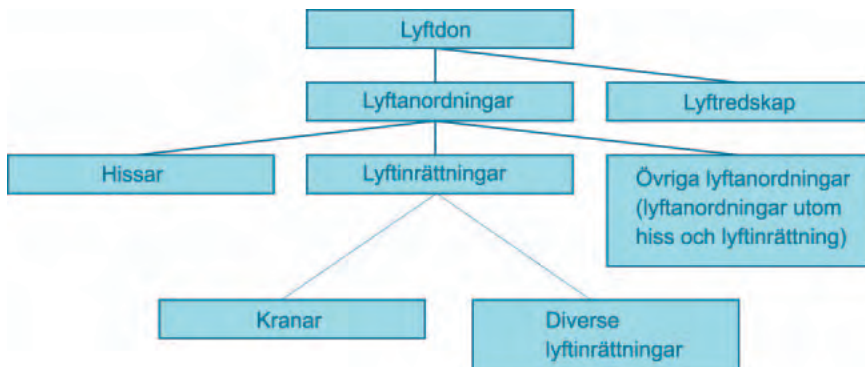 Lyftdon
Lyftanordningar
Lyftredskap
Hissar
Lyftinrättningar
Övriga lyftanordningar
(lyftanordningar utom
hiss och lyftinrättning)
Kranar
Diverse
lyftinrättningar